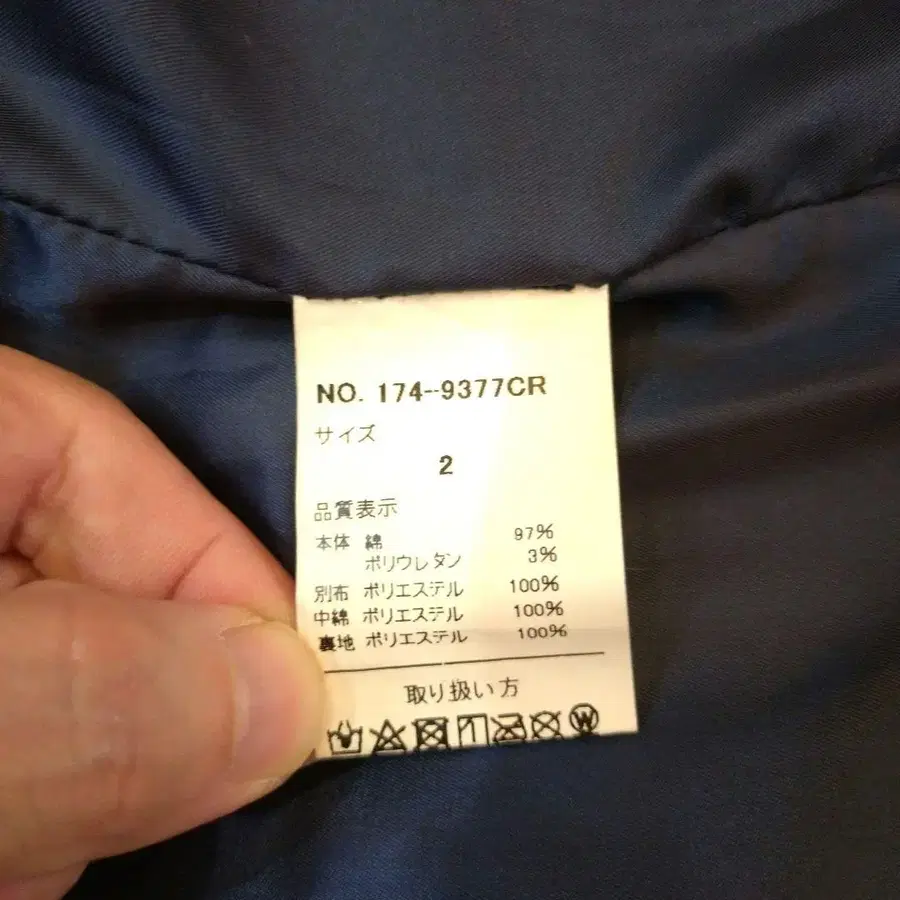 NO. 174-9377CR
サイズ
2
品質表示
本体 綿 97%
ポリウレタン 3%
別布 ポリエステル 100%
中綿 ポリエステル 100%
裏地 ポリエステル 100%
取り扱い方
W